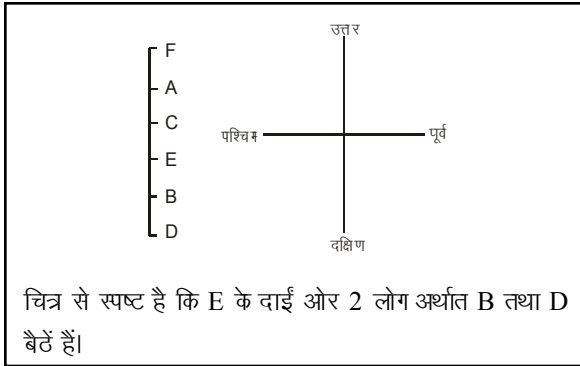 उत्तर
F
A
C
पश्चिम
पूर्व
E
B
D
दक्षिण
चित्र से स्पष्ट है कि E के दाईं ओर 2 लोग अर्थात B तथा D
बैठें हैं।